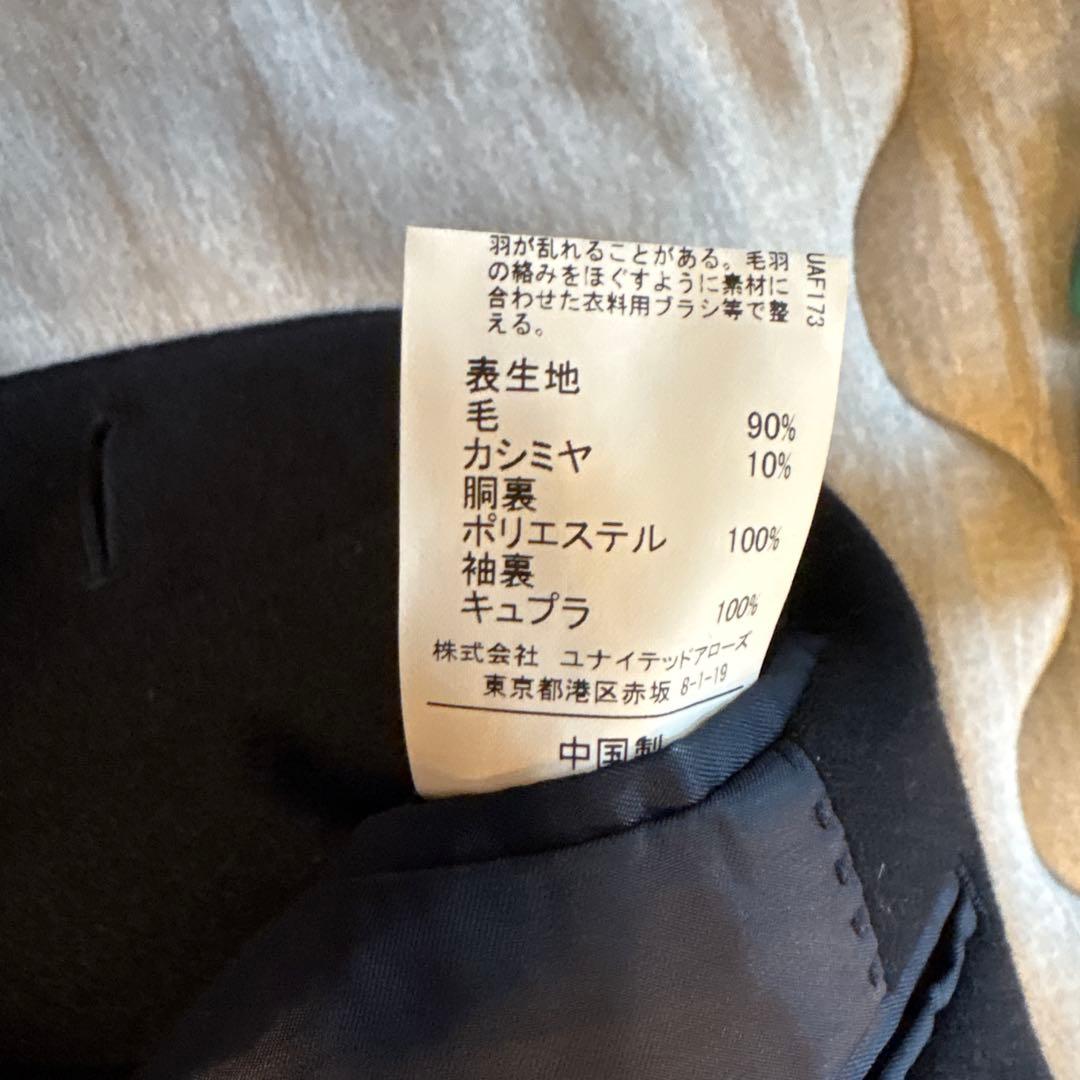 羽が乱れることがある。毛羽
の絡みをほぐすように素材に
合わせた衣料用ブラシ等で整
える。
UAF173
表生地
毛 90%
カシミヤ 10%
胴裏
ポリエステル 100%
袖裏
キュプラ 100%
株式会社 ユナイテッドアローズ
東京都港区赤坂 8-1-19
中国製